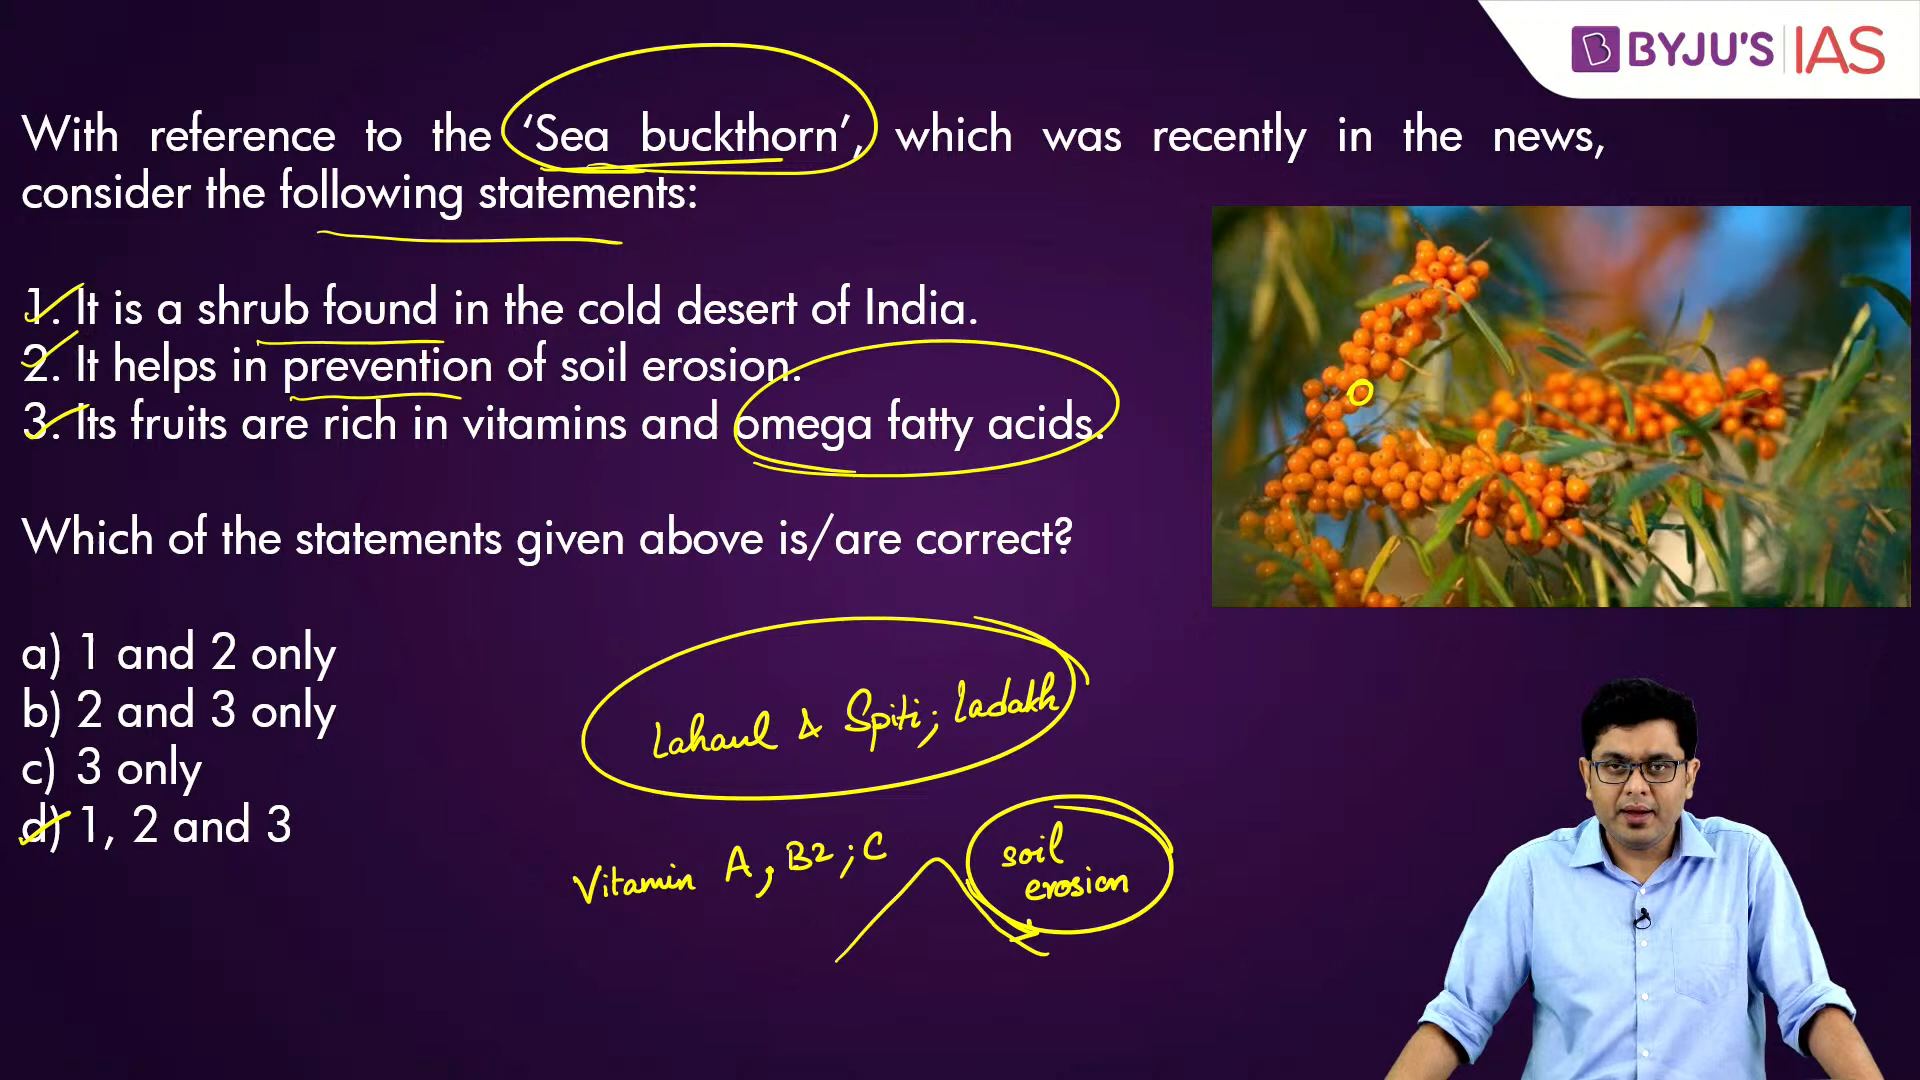 BYJU'S IAS
With reference to the ‘Sea buckthorn’, which was recently in the news,
consider the following statements:
1. It is a shrub found in the cold desert of India.
2. It helps in prevention of soil erosion.
3. Its fruits are rich in vitamins and omega fatty acids.
Which of the statements given above is/are correct?
a) 1 and 2 only
b) 2 and 3 only
c) 3 only
d) 1, 2 and 3
Lahaul & Spiti; Ladakh
Vitamin A, B2; C
soil
erosion